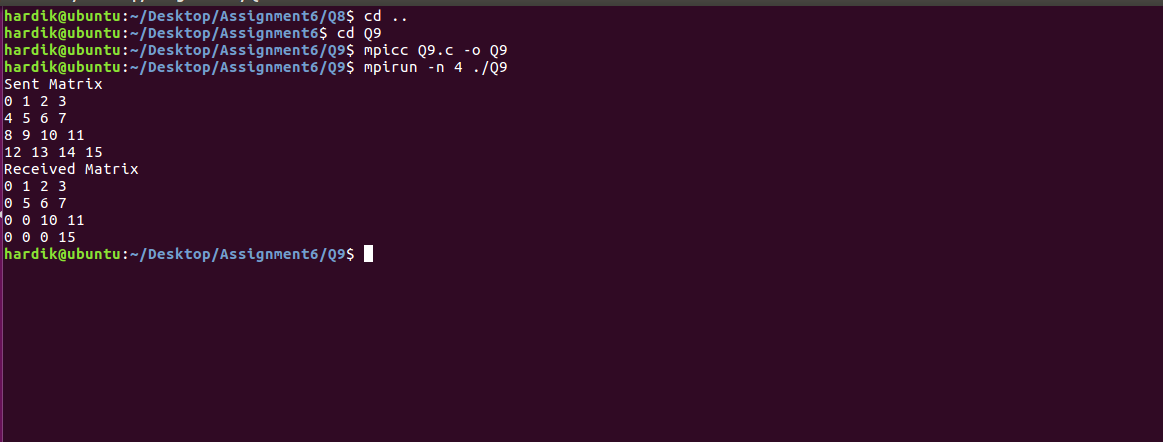 hardik@ubuntu:~/Desktop/Assignment6/Q8$ cd ..
hardik@ubuntu:~/Desktop/Assignment6$ cd Q9
hardik@ubuntu:~/Desktop/Assignment6/Q9$ mpicc Q9.c -o Q9
hardik@ubuntu:~/Desktop/Assignment6/Q9$ mpirun -n 4 ./Q9
Sent Matrix
0 1 2 3
4 5 6 7
8 9 10 11
12 13 14 15
Received Matrix
0 1 2 3
0 5 6 7
0 0 10 11
0 0 0 15
hardik@ubuntu:~/Desktop/Assignment6/Q9$